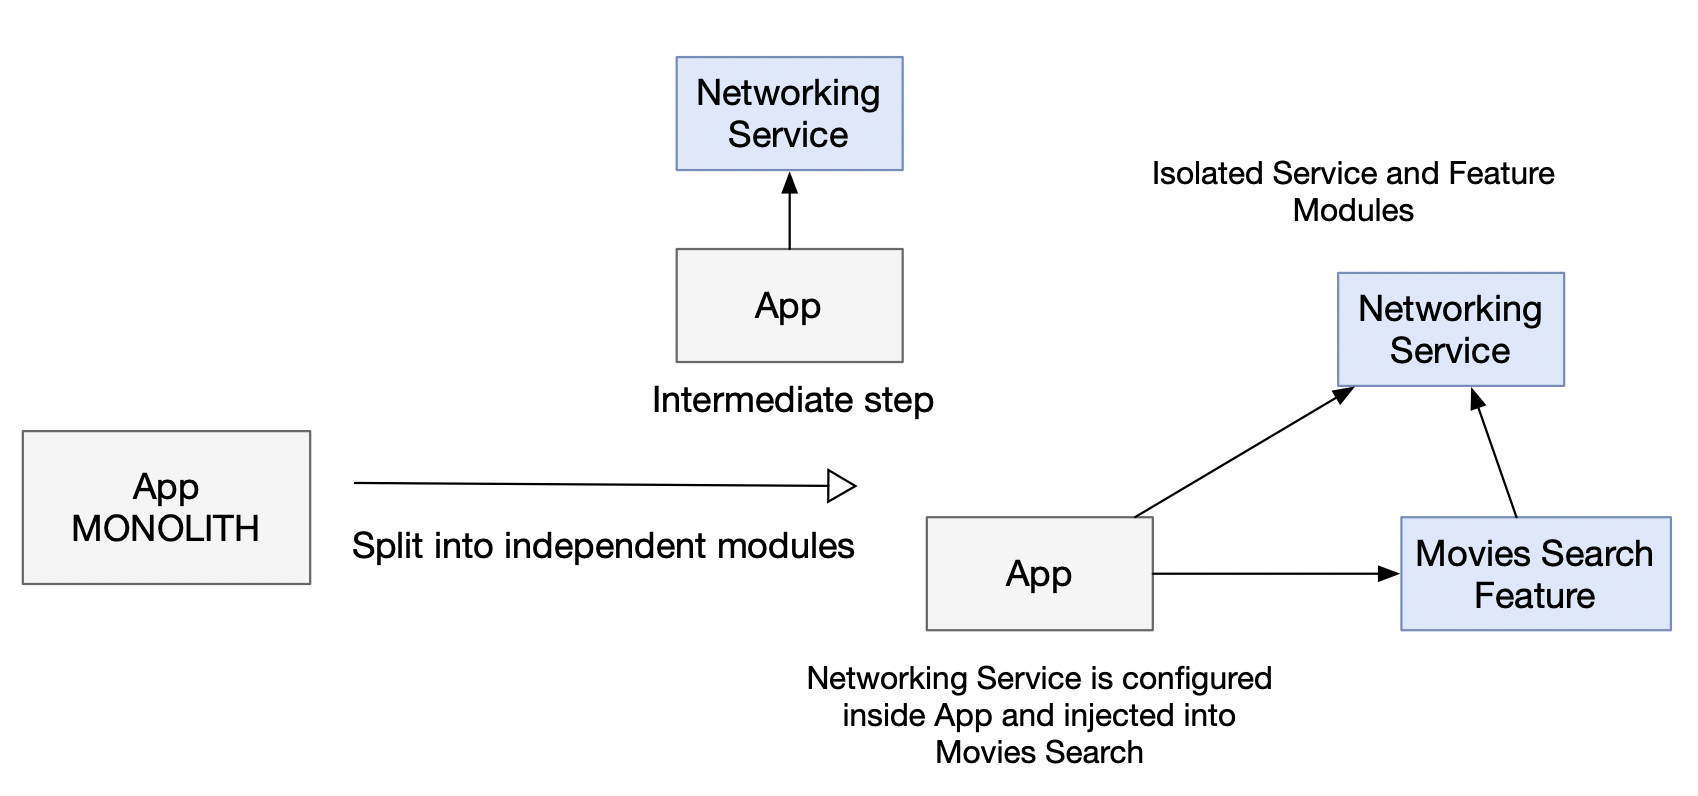 Networking
Service
App
Intermediate step
App
MONOLITH
Split into independent modules
Isolated Service and Feature
Modules
Networking
Service
App
Movies Search
Feature
Networking Service is configured
inside App and injected into
Movies Search